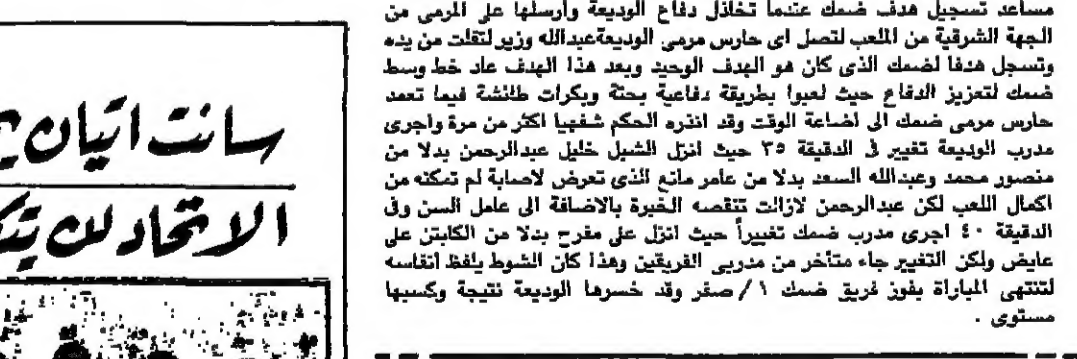 مساعد تسجيل هدف ضمك عندما تخاذل دفاع الوديعة وأرسلها على المرمى من
الجهة الشرقية من الملعب لتصل اى حارس مرمى الوديعةعبدالله وزير لتفلت من يده
وتسجل هدفا لضمك الذى كان هو الهدف الوحيد وبعد هذا الهدف عاد خط وسط
ضمك لتعزيز الدفاع حيث لعبوا بطريقة دفاعية بحتة وبكرات طائشة فيما تعمد
حارس مرمى ضمك الى اضاعة الوقت وقد انذره الحكم شفهيا اكثر من مرة واجرى
مدرب الوديعة تغيير فى الدقيقة ٣٥ حيث انزل الشبل خليل عبدالرحمن بدلا من
منصور محمد وعبدالله السعد بدلا من عامر مانع الذى تعرض لاصابة لم تمكنه من
اكمال اللعب لكن عبدالرحمن لازالت تنقصه الخبرة بالاضافة الى عامل السن وفى
الدقيقة ٤٠ اجرى مدرب ضمك تغييراً حيث انزل على مفرح بدلا من الكابتن على
عايض ولكن التغيير جاء متأخر من مدربى الفريقين وهذا كان الشوط يلفظ انفاسه
لتنتهى المباراة بفوز فريق ضمك ١/صفر وقد خسرها الوديعة نتيجة وكسبها
مستوى .
سانت اتيان
الاتحاد لن